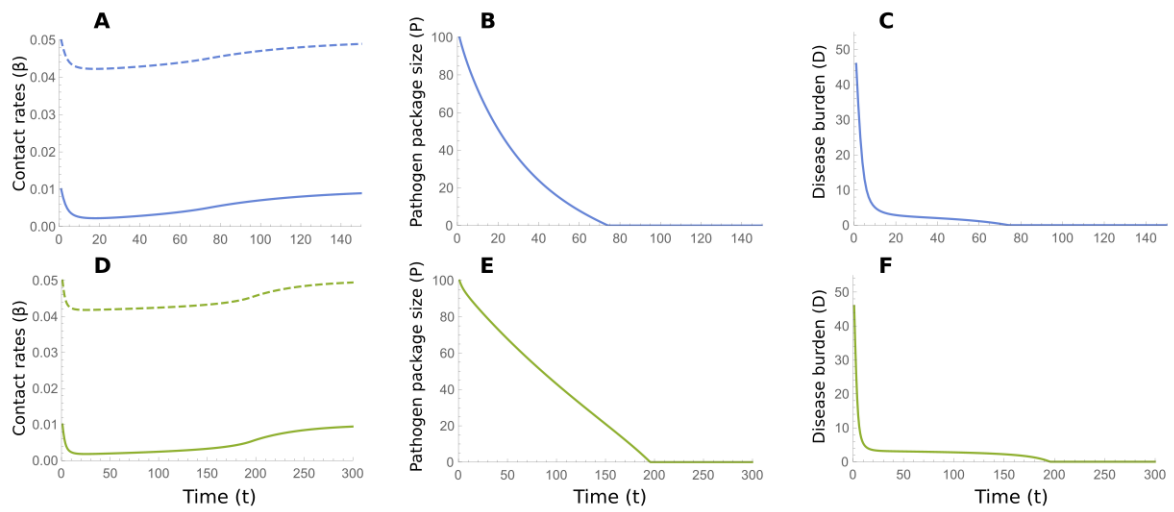 A
Contact rates (β)
0.05
0.04
0.03
0.02
0.01
0.00
0 20 40 60 80 100 120 140
B
Pathogen package size (P)
100
80
60
40
20
0
0 20 40 60 80 100 120 140
C
Disease burden (D)
50
40
30
20
10
0
0 20 40 60 80 100 120 140
D
Contact rates (β)
0.05
0.04
0.03
0.02
0.01
0.00
0 50 100 150 200 250 300
Time (t)
E
Pathogen package size (P)
100
80
60
40
20
0
0 50 100 150 200 250 300
Time (t)
F
Disease burden (D)
50
40
30
20
10
0
0 50 100 150 200 250 300
Time (t)